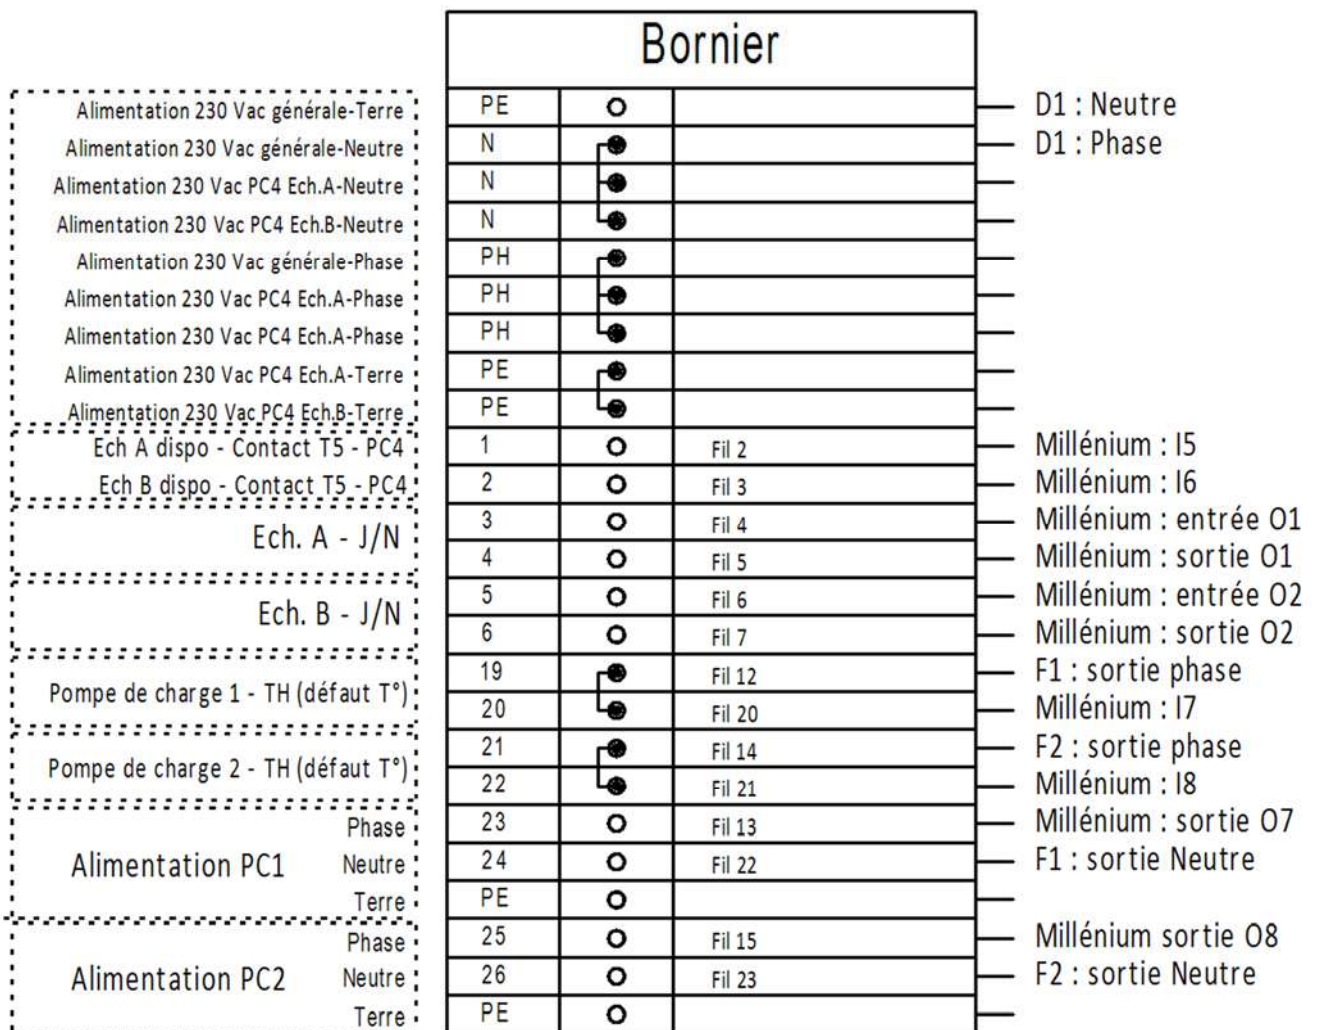 Bornier
Alimentation 230 Vac générale-Terre PE D1 : Neutre
Alimentation 230 Vac générale-Neutre N D1 : Phase
Alimentation 230 Vac PC4 Ech.A-Neutre N
Alimentation 230 Vac PC4 Ech.B-Neutre N
Alimentation 230 Vac générale-Phase PH
Alimentation 230 Vac PC4 Ech.A-Phase PH
Alimentation 230 Vac PC4 Ech.A-Phase PH
Alimentation 230 Vac PC4 Ech.A-Terre PE
Alimentation 230 Vac PC4 Ech.B-Terre PE
Ech A dispo - Contact T5 - PC4 1 Fil 2 Millénium : I5
Ech B dispo - Contact T5 - PC4 2 Fil 3 Millénium : I6
Ech. A - J/N 3 Fil 4 Millénium : entrée O1
4 Fil 5 Millénium : sortie O1
Ech. B - J/N 5 Fil 6 Millénium : entrée O2
6 Fil 7 Millénium : sortie O2
Pompe de charge 1 - TH (défaut T°) 19 Fil 12 F1 : sortie phase
20 Fil 20 Millénium : I7
Pompe de charge 2 - TH (défaut T°) 21 Fil 14 F2 : sortie phase
22 Fil 21 Millénium : I8
Phase 23 Fil 13 Millénium : sortie O7
Alimentation PC1 Neutre 24 Fil 22 F1 : sortie Neutre
Terre PE
Phase 25 Fil 15 Millénium sortie O8
Alimentation PC2 Neutre 26 Fil 23 F2 : sortie Neutre
Terre PE